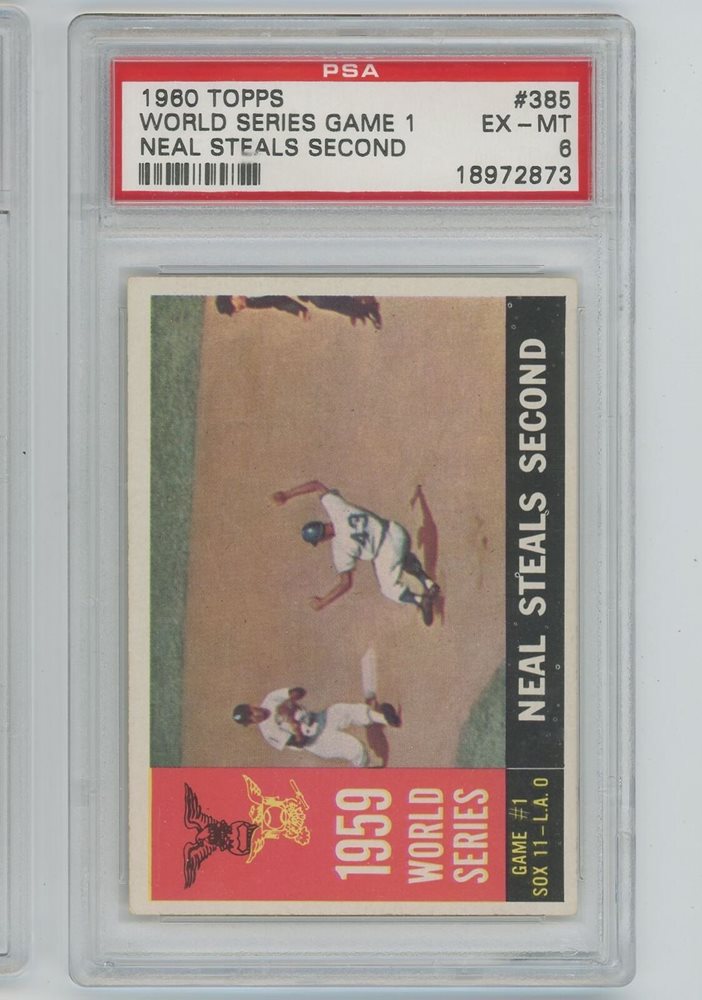 PSA
1960 TOPPS #385
WORLD SERIES GAME 1 EX - MT
NEAL STEALS SECOND 6
18972873
43
NEAL STEALS SECOND
1959
WORLD
SERIES
GAME #1
SOX 11 - L.A. 0